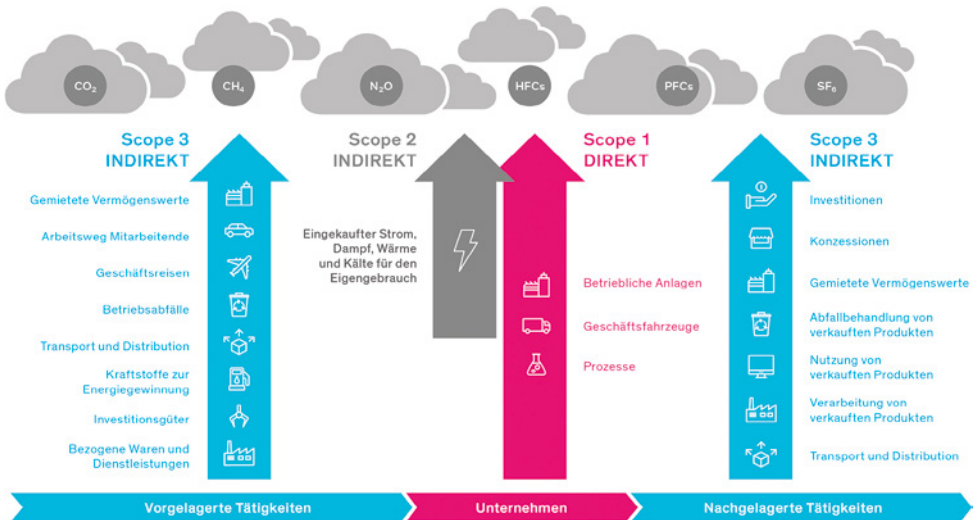 CO₂
CH₄
N₂O
HFCs
PFCs
SF₆
Scope 3
INDIREKT
Gemietete Vermögenswerte
Arbeitsweg Mitarbeitende
Geschäftsreisen
Betriebsabfälle
Transport und Distribution
Kraftstoffe zur
Energiegewinnung
Investitionsgüter
Bezogene Waren und
Dienstleistungen
Scope 2
INDIREKT
Eingekaufter Strom,
Dampf, Wärme
und Kälte für den
Eigengebrauch
Scope 1
DIREKT
Betriebliche Anlagen
Geschäftsfahrzeuge
Prozesse
Scope 3
INDIREKT
Investitionen
Konzessionen
Gemietete Vermögenswerte
Abfallbehandlung von
verkauften Produkten
Nutzung von
verkauften Produkten
Verarbeitung von
verkauften Produkten
Transport und Distribution
Vorgelagerte Tätigkeiten
Unternehmen
Nachgelagerte Tätigkeiten